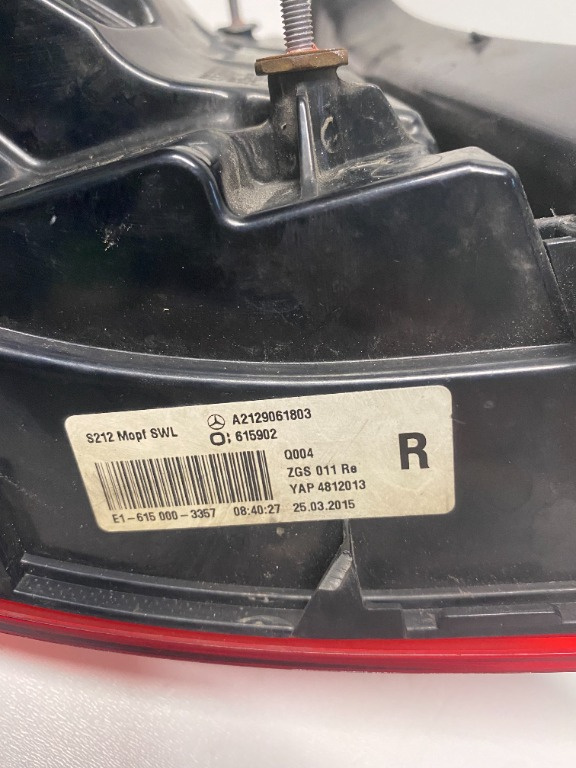 S212 Mopf SWL
A2129061803
O: 615902
Q004
ZGS 011 Re
YAP 4812013
E1-615 000-3357 08:40:27 25.03.2015
R